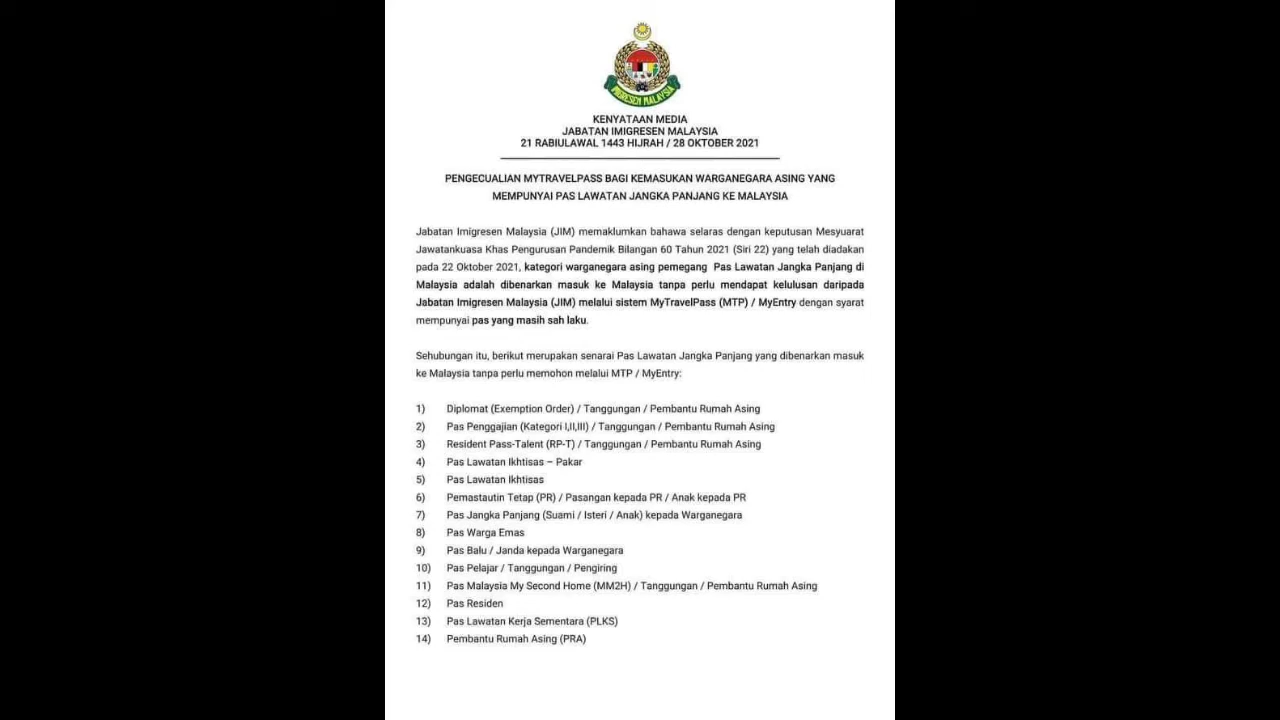 IMIGRESEN MALAYSIA
KENYATAAN MEDIA
JABATAN IMIGRESEN MALAYSIA
21 RABIULAWAL 1443 HIJRAH / 28 OKTOBER 2021
PENGECUALIAN MYTRAVELPASS BAGI KEMASUKAN WARGANEGARA ASING YANG
MEMPUNYAI PAS LAWATAN JANGKA PANJANG KE MALAYSIA
Jabatan Imigresen Malaysia (JIM) memaklumkan bahawa selaras dengan keputusan Mesyuarat
Jawatankuasa Khas Pengurusan Pandemik Bilangan 60 Tahun 2021 (Siri 22) yang telah diadakan
pada 22 Oktober 2021, kategori warganegara asing pemegang Pas Lawatan Jangka Panjang di
Malaysia adalah dibenarkan masuk ke Malaysia tanpa perlu mendapat kelulusan daripada
Jabatan Imigresen Malaysia (JIM) melalui sistem MyTravelPass (MTP) / MyEntry dengan syarat
mempunyai pas yang masih sah laku.
Sehubungan itu, berikut merupakan senarai Pas Lawatan Jangka Panjang yang dibenarkan masuk
ke Malaysia tanpa perlu memohon melalui MTP / MyEntry:
1) Diplomat (Exemption Order) / Tanggungan / Pembantu Rumah Asing
2) Pas Penggajian (Kategori I,II,III) / Tanggungan / Pembantu Rumah Asing
3) Resident Pass-Talent (RP-T) / Tanggungan / Pembantu Rumah Asing
4) Pas Lawatan Ikhtisas – Pakar
5) Pas Lawatan Ikhtisas
6) Pemastautin Tetap (PR) / Pasangan kepada PR / Anak kepada PR
7) Pas Jangka Panjang (Suami / Isteri / Anak) kepada Warganegara
8) Pas Warga Emas
9) Pas Balu / Janda kepada Warganegara
10) Pas Pelajar / Tanggungan / Pengiring
11) Pas Malaysia My Second Home (MM2H) / Tanggungan / Pembantu Rumah Asing
12) Pas Residen
13) Pas Lawatan Kerja Sementara (PLKS)
14) Pembantu Rumah Asing (PRA)